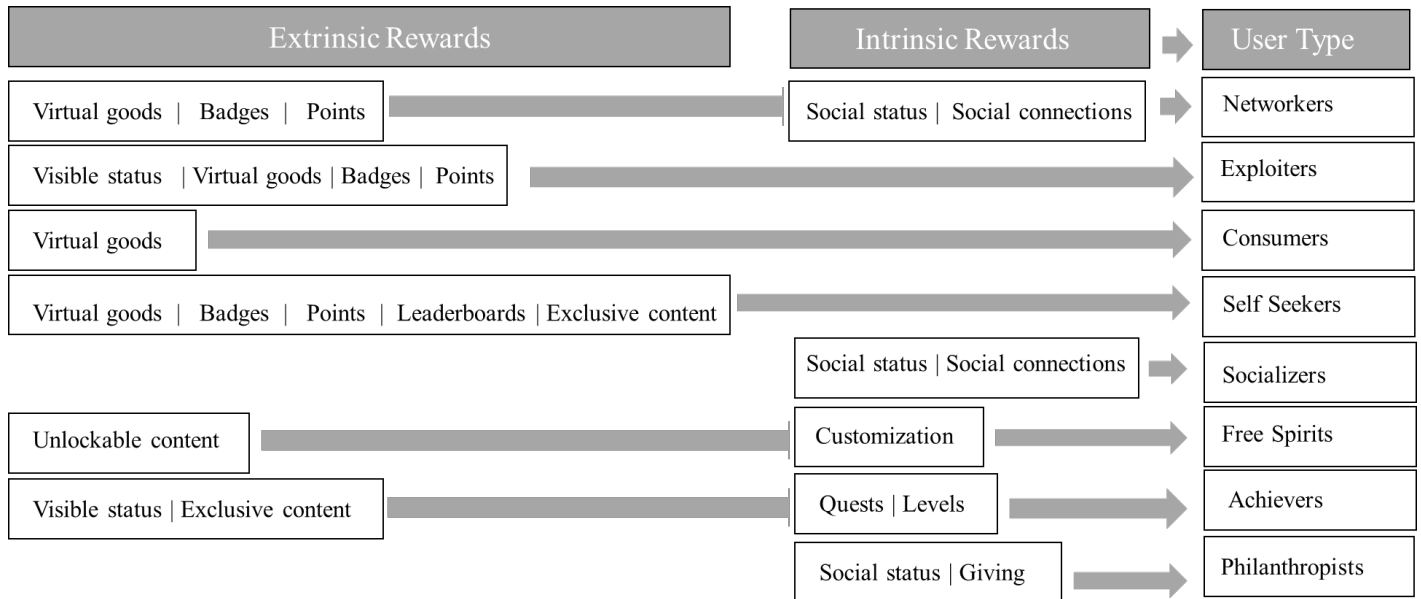 Extrinsic Rewards Intrinsic Rewards User Type
Virtual goods | Badges | Points Social status | Social connections Networkers
Visible status | Virtual goods | Badges | Points Exploiters
Virtual goods Consumers
Virtual goods | Badges | Points | Leaderboards | Exclusive content Self Seekers
Social status | Social connections Socializers
Unlockable content Customization Free Spirits
Visible status | Exclusive content Quests | Levels Achievers
Social status | Giving Philanthropists